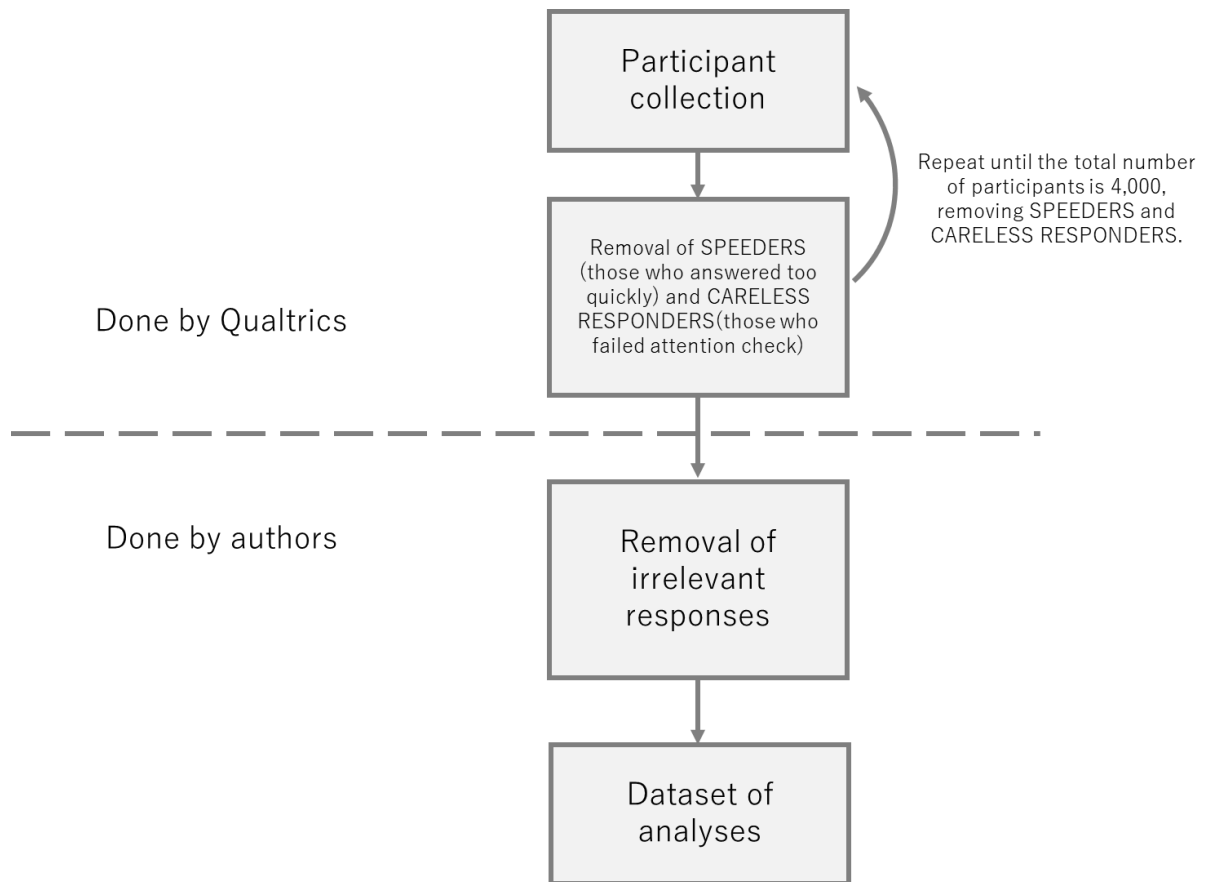 Participant
collection
Repeat until the total number
of participants is 4,000,
removing SPEEDERS and
CARELESS RESPONDERS.
Removal of SPEEDERS
(those who answered too
quickly) and CARELESS
RESPONDERS(those who
failed attention check)
Done by Qualtrics
Done by authors
Removal of
irrelevant
responses
Dataset of
analyses